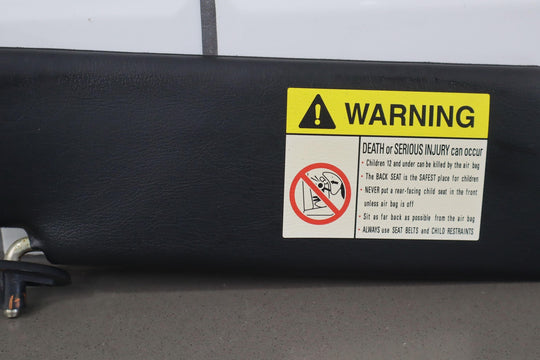 WARNING
DEATH or SERIOUS INJURY can occur
· Children 12 and under can be killed by the air bag
· The BACK SEAT is the SAFEST place for children
· NEVER put a rear-facing child seat in the front
unless air bag is off
· Sit as far back as possible from the air bag
· ALWAYS use SEAT BELTS and CHILD RESTRAINTS